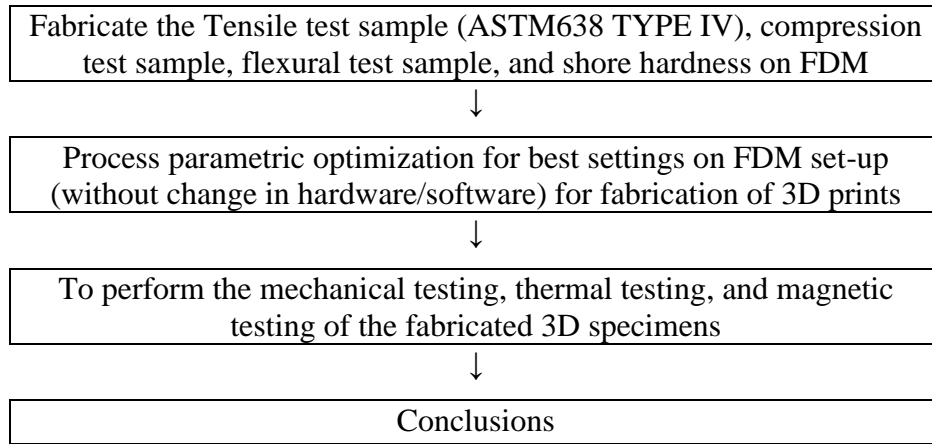 Fabricate the Tensile test sample (ASTM638 TYPE IV), compression
test sample, flexural test sample, and shore hardness on FDM
↓
Process parametric optimization for best settings on FDM set-up
(without change in hardware/software) for fabrication of 3D prints
↓
To perform the mechanical testing, thermal testing, and magnetic
testing of the fabricated 3D specimens
↓
Conclusions